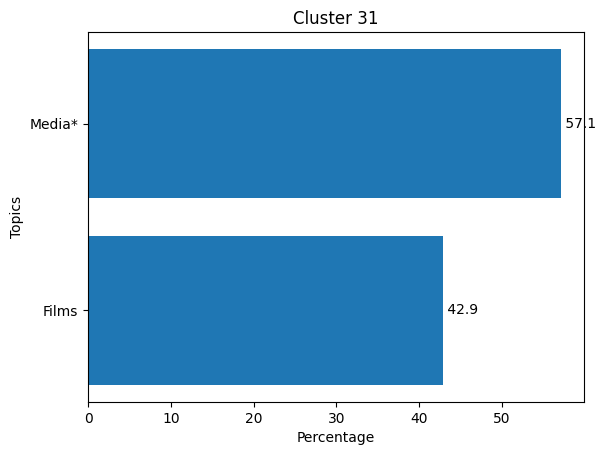 Cluster 31
Media*
57.1
Topics
Films
42.9
0 10 20 30 40 50
Percentage